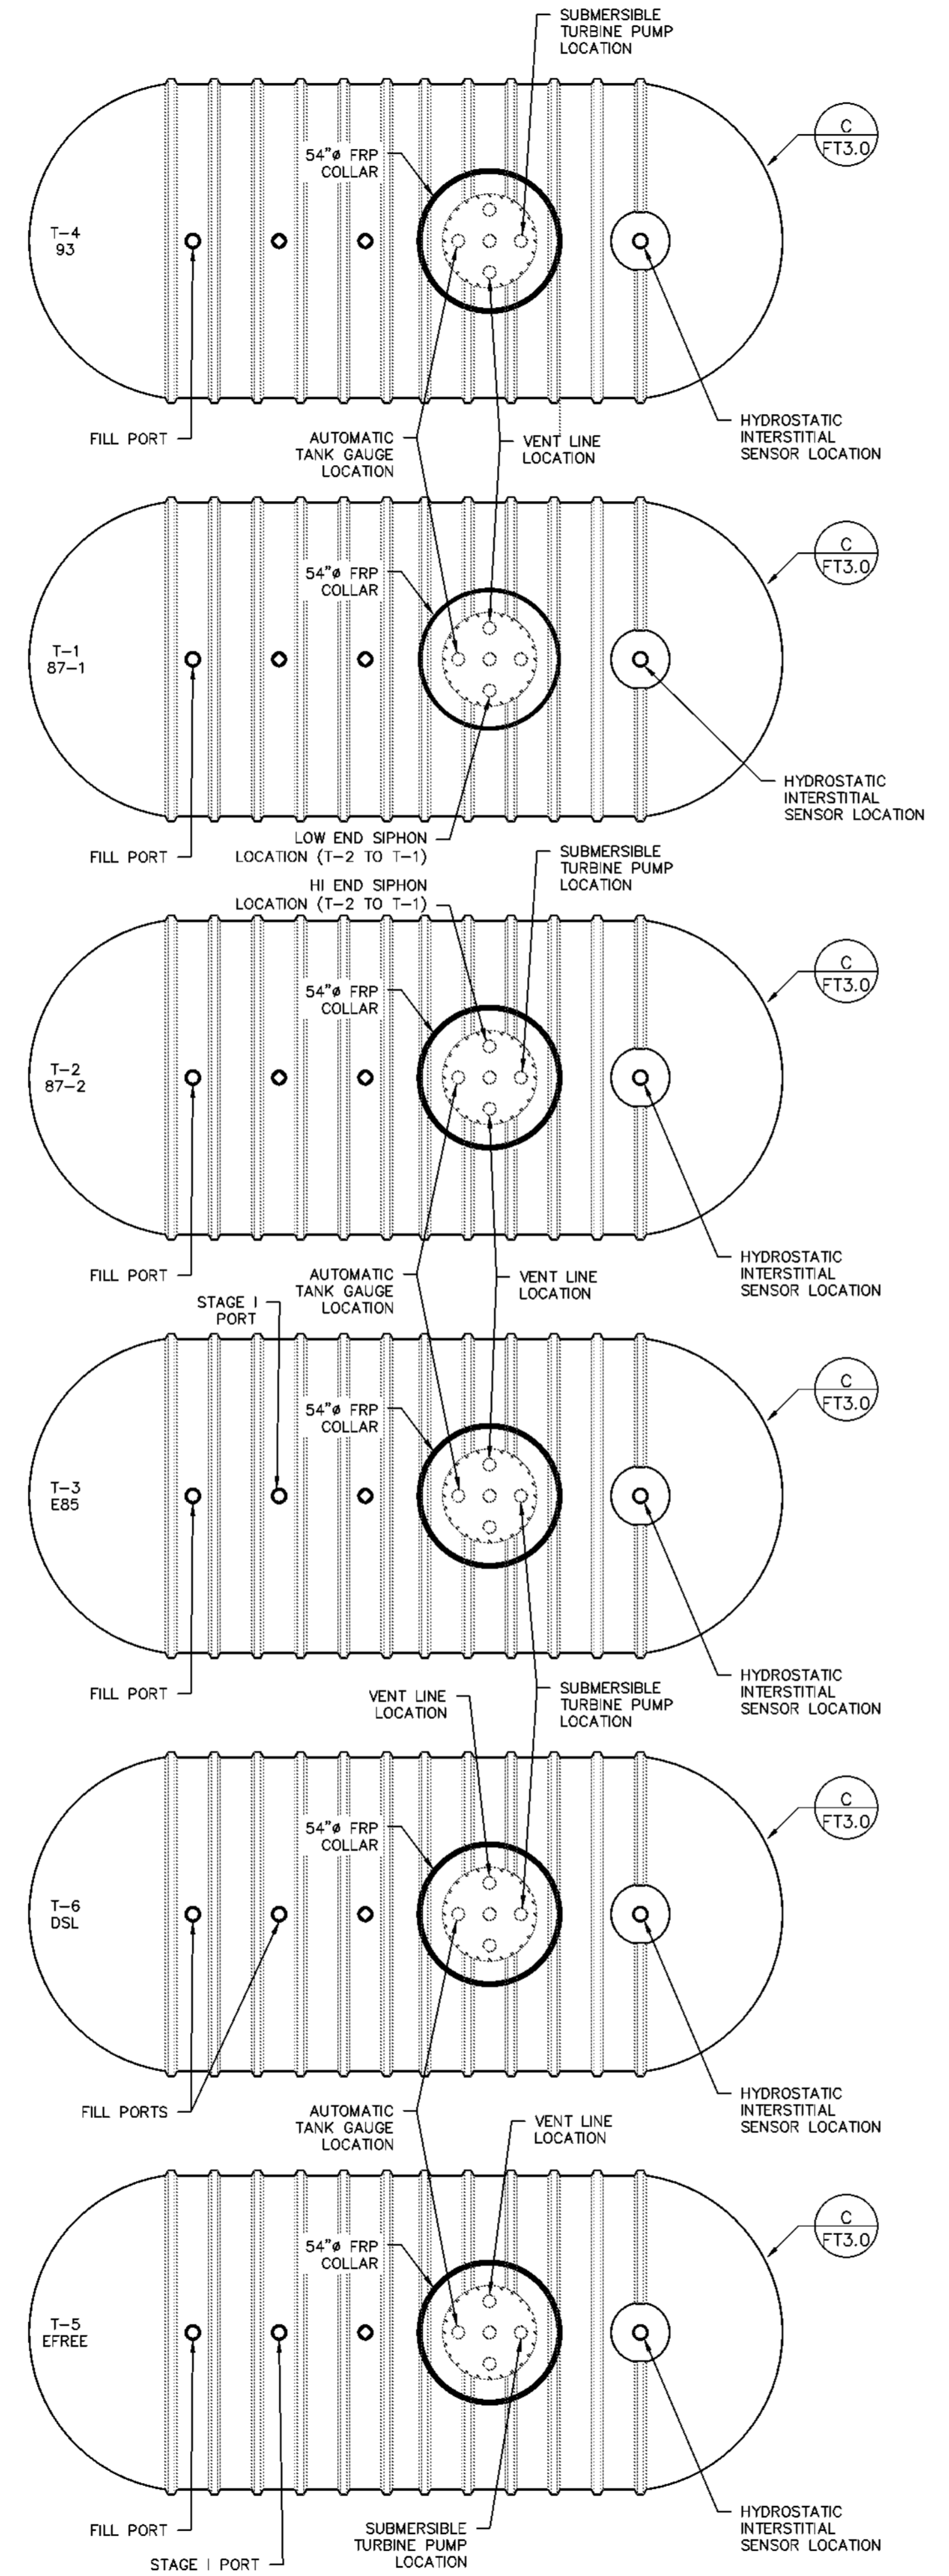 SUBMERSIBLE
TURBINE PUMP
LOCATION
C
FT3.0
54"ø FRP
COLLAR
T-4
93
FILL PORT
AUTOMATIC
TANK GAUGE
LOCATION
VENT LINE
LOCATION
HYDROSTATIC
INTERSTITIAL
SENSOR LOCATION
C
FT3.0
54"ø FRP
COLLAR
T-1
87-1
HYDROSTATIC
INTERSTITIAL
SENSOR LOCATION
FILL PORT
LOW END SIPHON
LOCATION (T-2 TO T-1)
SUBMERSIBLE
TURBINE PUMP
LOCATION
HI END SIPHON
LOCATION (T-2 TO T-1)
C
FT3.0
54"ø FRP
COLLAR
T-2
87-2
FILL PORT
AUTOMATIC
TANK GAUGE
LOCATION
VENT LINE
LOCATION
HYDROSTATIC
INTERSTITIAL
SENSOR LOCATION
STAGE I
PORT
C
FT3.0
54"ø FRP
COLLAR
T-3
E85
FILL PORT
VENT LINE
LOCATION
SUBMERSIBLE
TURBINE PUMP
LOCATION
HYDROSTATIC
INTERSTITIAL
SENSOR LOCATION
C
FT3.0
54"ø FRP
COLLAR
T-6
DSL
FILL PORTS
AUTOMATIC
TANK GAUGE
LOCATION
VENT LINE
LOCATION
HYDROSTATIC
INTERSTITIAL
SENSOR LOCATION
C
FT3.0
54"ø FRP
COLLAR
T-5
EFREE
FILL PORT
STAGE I PORT
SUBMERSIBLE
TURBINE PUMP
LOCATION
HYDROSTATIC
INTERSTITIAL
SENSOR LOCATION